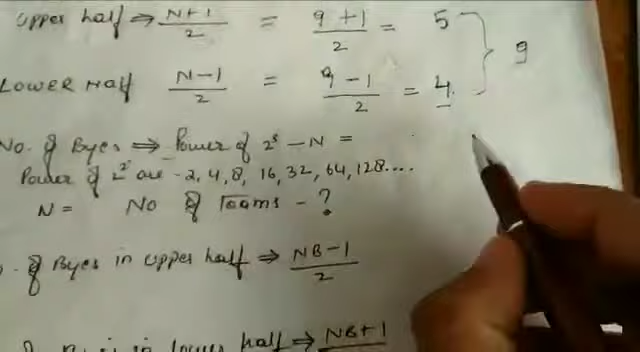 Upper half ⇒ N+1/2 = 9+1/2 = 5
Lower Half N-1/2 = 9-1/2 = 4. } 9
No. of Byes ⇒ Power of 2's - N =
Power of 2's are - 2, 4, 8, 16, 32, 64, 128....
N = No of Teams - ?
. of Byes in upper half ⇒ NB-1/2
in lower half ⇒ NB+1